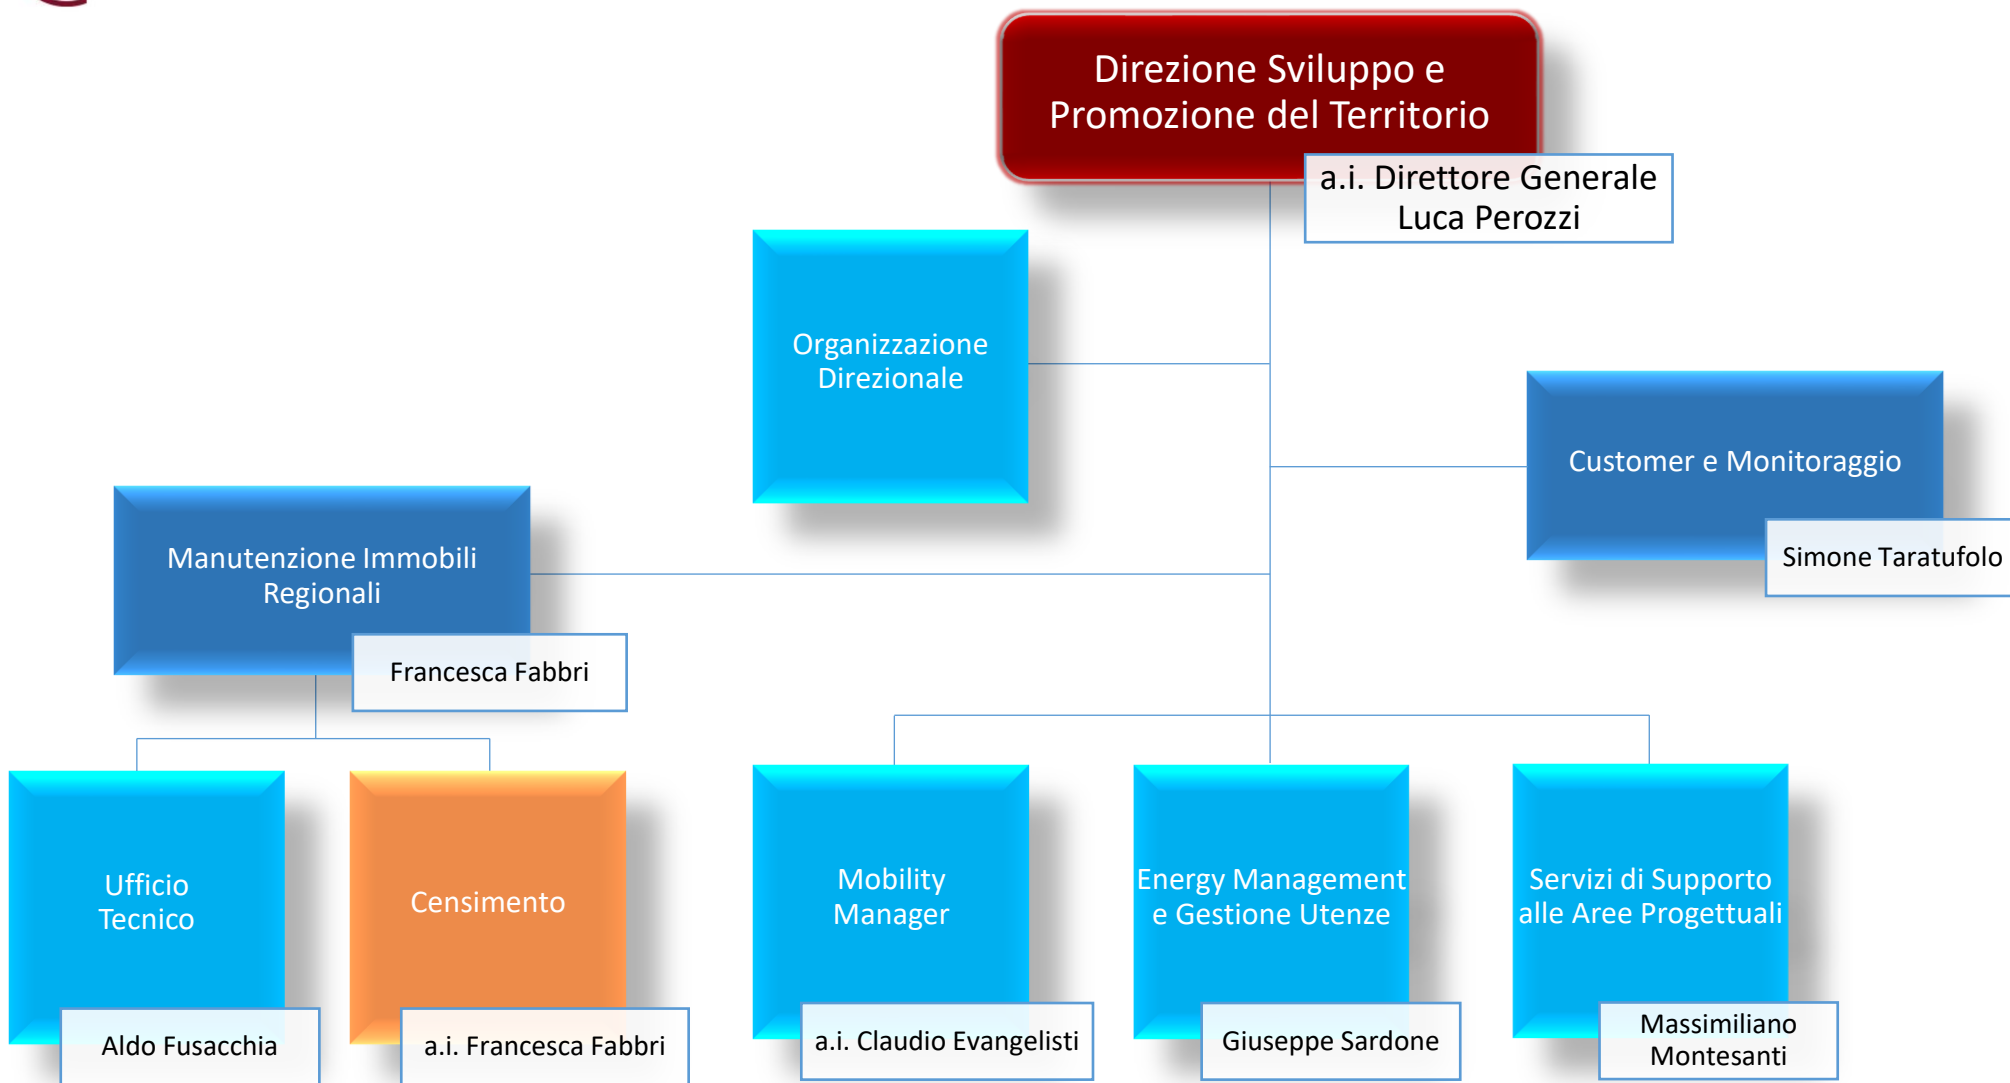 Direzione Sviluppo e
Promozione del Territorio
a.i. Direttore Generale
Luca Perozzi
Organizzazione
Direzionale
Customer e Monitoraggio
Simone Taratufolo
Manutenzione Immobili
Regionali
Francesca Fabbri
Ufficio
Tecnico
Aldo Fusacchia
Censimento
a.i. Francesca Fabbri
Mobility
Manager
a.i. Claudio Evangelisti
Energy Management
e Gestione Utenze
Giuseppe Sardone
Servizi di Supporto
alle Aree Progettuali
Massimiliano
Montesanti